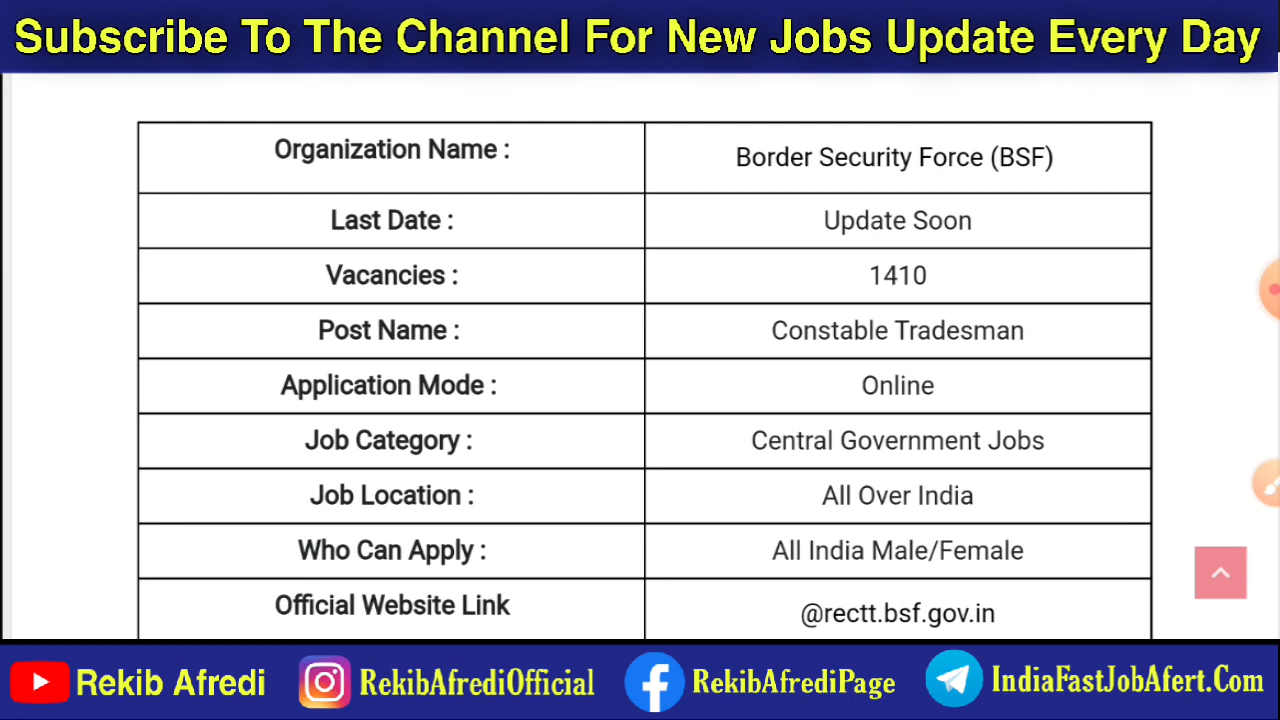 Subscribe To The Channel For New Jobs Update Every Day
Organization Name : Border Security Force (BSF)
Last Date : Update Soon
Vacancies : 1410
Post Name : Constable Tradesman
Application Mode : Online
Job Category : Central Government Jobs
Job Location : All Over India
Who Can Apply : All India Male/Female
Official Website Link @rectt.bsf.gov.in
Rekib Afredi RekibAfrediOfficial RekibAfrediPage IndiaFastJobAfert.Com